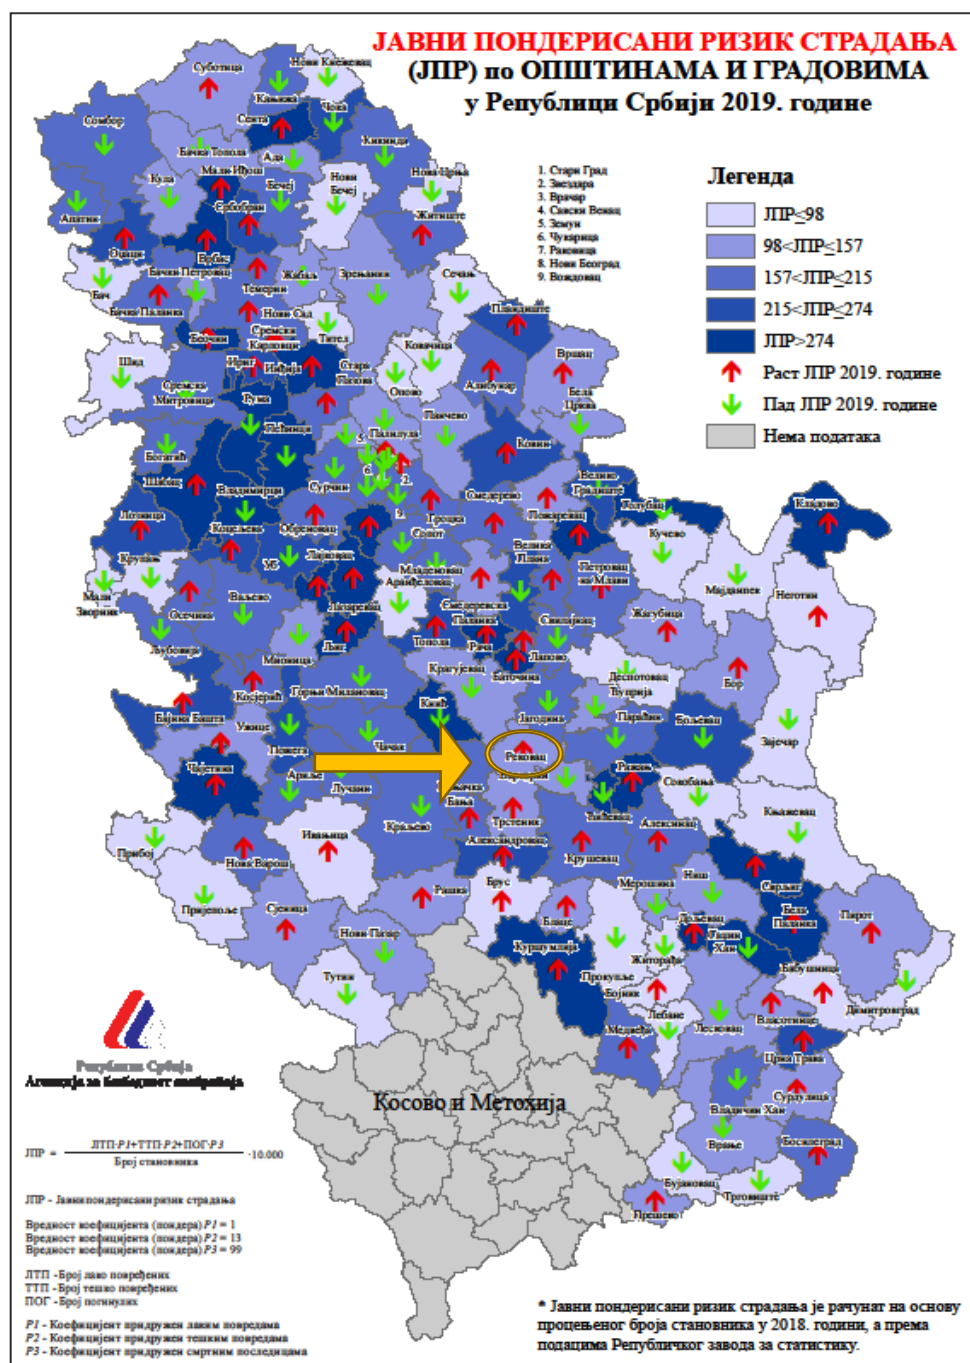 ЈАВНИ ПОНДЕРИСАНИ РИЗИК СТРАДАЊА
(ЈПР) по ОПШТИНАМА И ГРАДОВИМА
у Републици Србији 2019. године
1. Стари Град
2. Звездара
3. Врачар
4. Савски Венац
5. Земун
6. Чукарица
7. Раковица
8. Нови Београд
9. Вождовац
Легенда
ЈПР≤98
98<ЈПР≤157
157<ЈПР≤215
215<ЈПР≤274
ЈПР>274
Раст ЈПР 2019. године
Пад ЈПР 2019. године
Нема података
Суботица
Нови Кнежевац
Кањижа
Чока
Сента
Сомбор
Кикинда
Бачка Топола
Ада
Мали Иђош
Нови Бечеј
Нова Црња
Кула
Бечеј
Апатин
Србобран
Житиште
Оџаци
Врбас
Бачки Петровац
Жабаљ
Зрењанин
Сечањ
Бач
Темерин
Бачка Паланка
Нови Сад
Пландиште
Беочин
Сремски Карловци
Тител
Ковачица
Вршац
Шид
Ириг
Инђија
Стара Пазова
Опово
Алибунар
Сремска Митровица
Рума
Бела Црква
Панчево
Пећинци
Палилула
Ковин
Богатић
5.
6.
2.
9.
Шабац
Владимирци
Сурчин
Смедерево
Велико Градиште
Голубац
Кладово
Лозница
Коцељева
Обреновац
Гроцка
Пожаревац
Кучево
Крупањ
Уб
Лајковац
Сопот
Велика Плана
Младеновац
Петровац на Млави
Мајданпек
Неготин
Мали Зворник
Осечина
Ваљево
Лазаревац
Аранђеловац
Смедеревска Паланка
Жагубица
Љубовија
Мионица
Љиг
Топола
Рача
Свилајнац
Лапово
Баточина
Косјерић
Горњи Милановац
Крагујевац
Деспотовац
Бор
Бајина Башта
Кнић
Јагодина
Ћуприја
Параћин
Бољевац
Ужице
Пожега
Чачак
Рековац
Зајечар
Чајетина
Ариље
Лучани
Ражањ
Сокобања
Краљево
Трстеник
Ћићевац
Алексинац
Књажевац
Прибој
Ивањица
Александровац
Крушевац
Нова Варош
Сврљиг
Пријепоље
Рашка
Брус
Мерошина
Ниш
Сјеница
Блаце
Дољевац
Бела Паланка
Пирот
Нови Пазар
Куршумлија
Гаџин Хан
Тутин
Прокупље
Житорађа
Бабушница
Бојник
Димитровград
Лебане
Медвеђа
Лесковац
Власотинце
Црна Трава
Косово и Метохија
Сурдулица
Владичин Хан
Врање
Босилеград
Бујановац
Трговиште
Прешево
Република Србија
Агенција за безбедност саобраћаја
ЈПР = ЛТП·P1+ТТП·P2+ПОГ·P3 / Број становника ·10.000
ЈПР - Јавни пондерисани ризик страдања
Вредност коефицијента (пондера) P1 = 1
Вредност коефицијента (пондера) P2 = 13
Вредност коефицијента (пондера) P3 = 99
ЛТП - Број лако повређених
ТТП - Број тешко повређених
ПОГ - Број погинулих
P1 - Коефицијент придружен лаким повредама
P2 - Коефицијент придружен тешким повредама
P3 - Коефицијент придружен смртним последицама
* Јавни пондерисани ризик страдања је рачунат на основу
процењеног броја становника у 2018. години, а према
подацима Републичког завода за статистику.